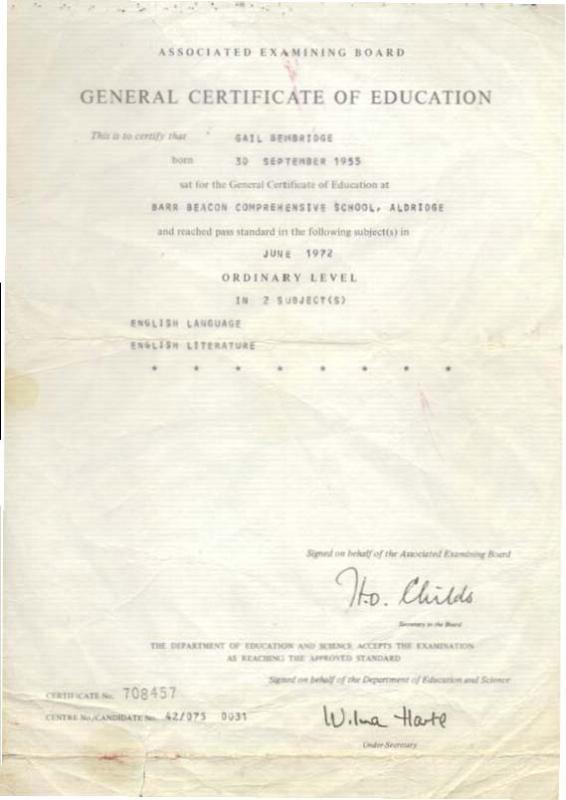 ASSOCIATED EXAMINING BOARD
GENERAL CERTIFICATE OF EDUCATION
This is to certify that GAIL BEMBRIDGE
born 30 SEPTEMBER 1955
sat for the General Certificate of Education at
BARR BEACON COMPREHENSIVE SCHOOL, ALDRIDGE
and reached pass standard in the following subject(s) in
JUNE 1972
ORDINARY LEVEL
IN 2 SUBJECT(S)
ENGLISH LANGUAGE
ENGLISH LITERATURE
* * * * * * * *
Signed on behalf of the Associated Examining Board
H.O. Childs
Secretary to the Board
THE DEPARTMENT OF EDUCATION AND SCIENCE ACCEPTS THE EXAMINATION
AS REACHING THE APPROVED STANDARD
Signed on behalf of the Department of Education and Science
CERTIFICATE No. 708457
CENTRE No/CANDIDATE No. 42/075 0031
Wilma Harte
Under-Secretary